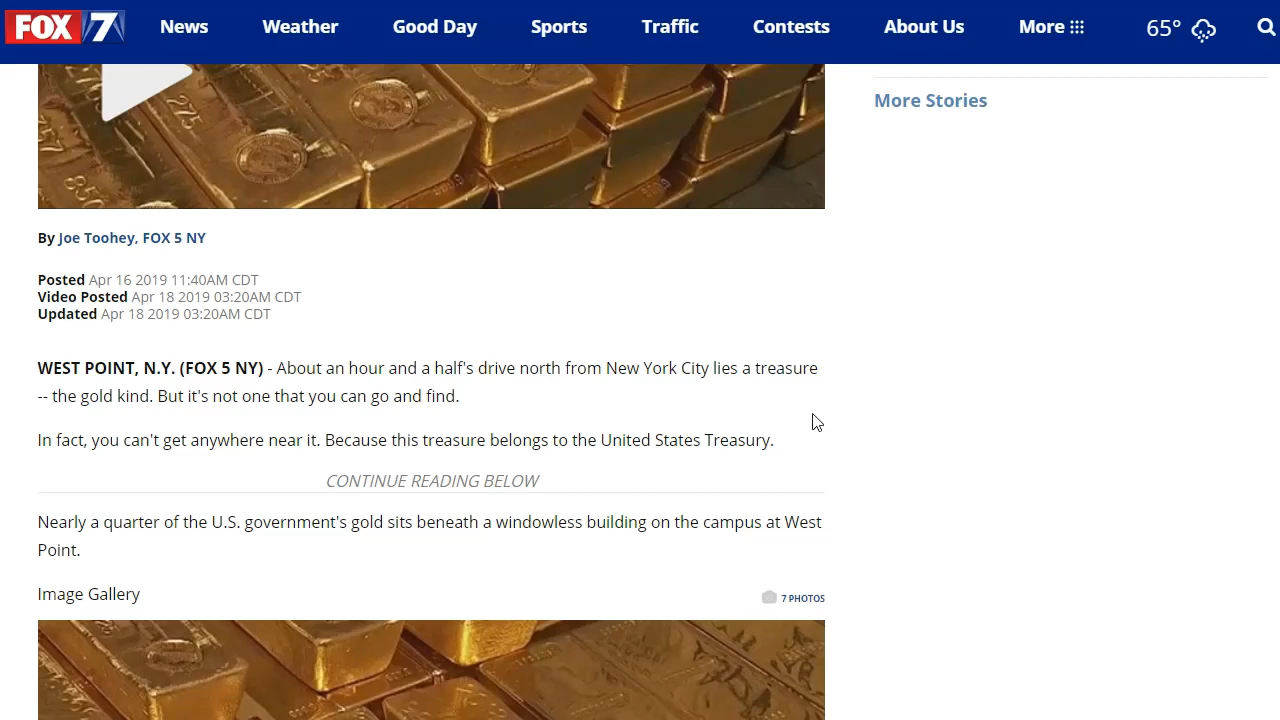 FOX 7 News Weather Good Day Sports Traffic Contests About Us More 65°
More Stories
By Joe Toohey, FOX 5 NY
Posted Apr 16 2019 11:40AM CDT
Video Posted Apr 18 2019 03:20AM CDT
Updated Apr 18 2019 03:20AM CDT
WEST POINT, N.Y. (FOX 5 NY) - About an hour and a half's drive north from New York City lies a treasure
-- the gold kind. But it's not one that you can go and find.
In fact, you can't get anywhere near it. Because this treasure belongs to the United States Treasury.
CONTINUE READING BELOW
Nearly a quarter of the U.S. government's gold sits beneath a windowless building on the campus at West
Point.
Image Gallery
7 PHOTOS